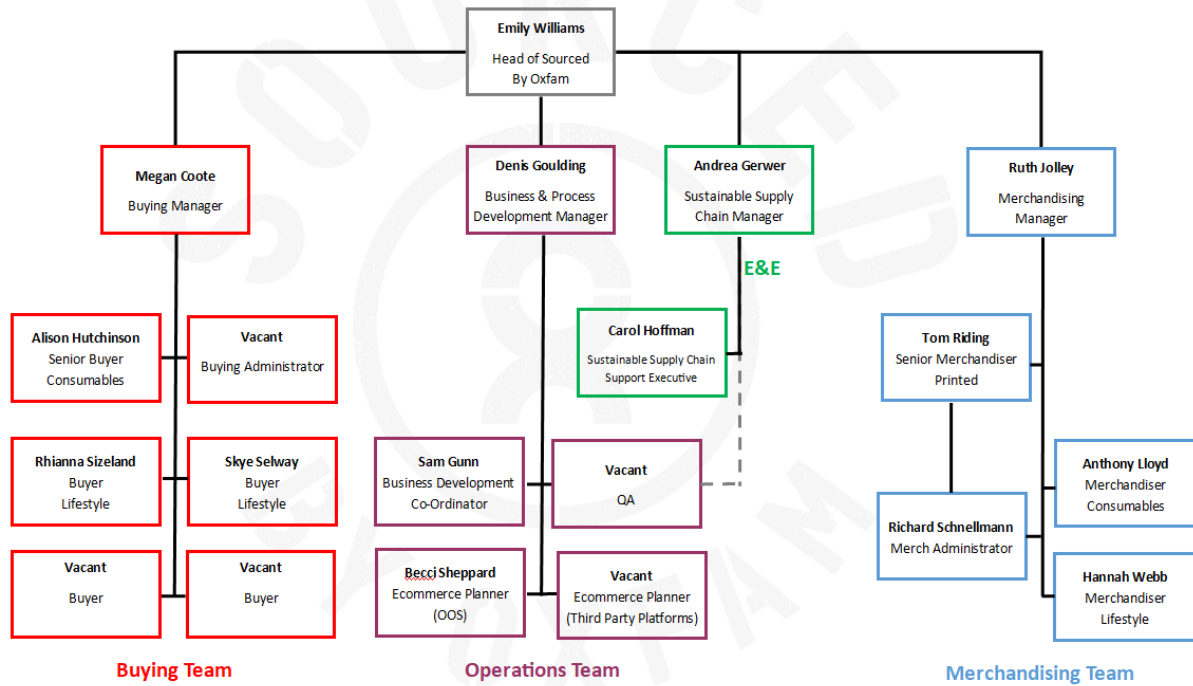 Emily Williams
Head of Sourced
By Oxfam
Megan Coote
Buying Manager
Denis Goulding
Business & Process
Development Manager
Andrea Gerwer
Sustainable Supply
Chain Manager
Ruth Jolley
Merchandising
Manager
E&E
Alison Hutchinson
Senior Buyer
Consumables
Vacant
Buying Administrator
Carol Hoffman
Sustainable Supply Chain
Support Executive
Tom Riding
Senior Merchandiser
Printed
Rhianna Sizeland
Buyer
Lifestyle
Skye Selway
Buyer
Lifestyle
Sam Gunn
Business Development
Co-Ordinator
Vacant
QA
Anthony Lloyd
Merchandiser
Consumables
Richard Schnellmann
Merch Administrator
Vacant
Buyer
Vacant
Buyer
Becci Sheppard
Ecommerce Planner
(OOS)
Vacant
Ecommerce Planner
(Third Party Platforms)
Hannah Webb
Merchandiser
Lifestyle
Buying Team
Operations Team
Merchandising Team
SOURCED
BY OXFAM